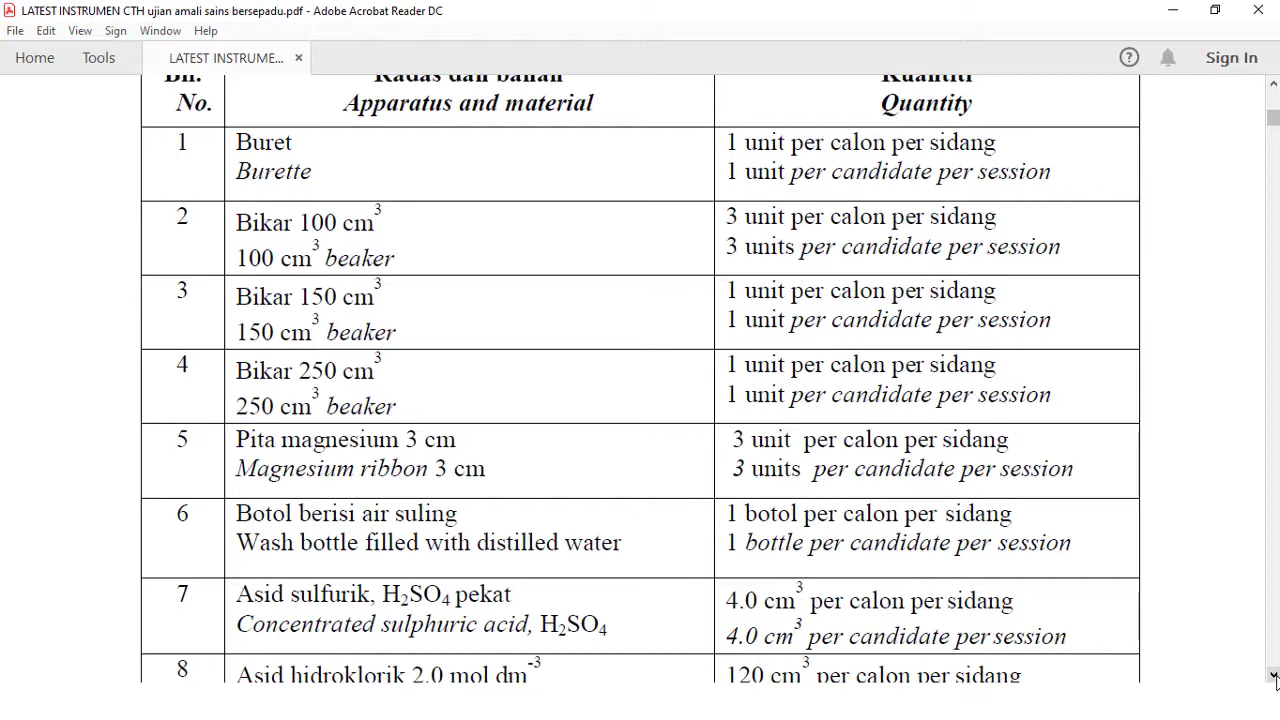 LATEST INSTRUMEN CTH ujian amali sains bersepadu.pdf - Adobe Acrobat Reader DC
File Edit View Sign Window Help
Home Tools LATEST INSTRUME... × Sign In
Bil. Radas dan bahan Kuantiti
No. Apparatus and material Quantity
1 Buret 1 unit per calon per sidang
Burette 1 unit per candidate per session
2 Bikar 100 cm³ 3 unit per calon per sidang
100 cm³ beaker 3 units per candidate per session
3 Bikar 150 cm³ 1 unit per calon per sidang
150 cm³ beaker 1 unit per candidate per session
4 Bikar 250 cm³ 1 unit per calon per sidang
250 cm³ beaker 1 unit per candidate per session
5 Pita magnesium 3 cm 3 unit per calon per sidang
Magnesium ribbon 3 cm 3 units per candidate per session
6 Botol berisi air suling 1 botol per calon per sidang
Wash bottle filled with distilled water 1 bottle per candidate per session
7 Asid sulfurik, H₂SO₄ pekat 4.0 cm³ per calon per sidang
Concentrated sulphuric acid, H₂SO₄ 4.0 cm³ per candidate per session
8 Asid hidroklorik 2.0 mol dm⁻³ 120 cm³ per calon per sidang